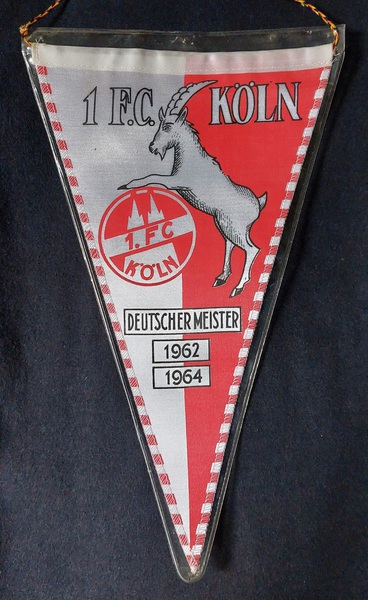 1 F.C. KÖLN
1. FC
KÖLN
DEUTSCHER MEISTER
1962
1964